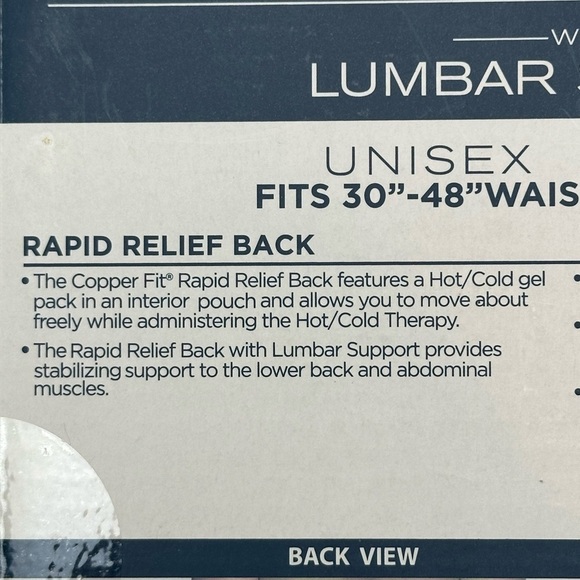 W
LUMBAR
UNISEX
FITS 30”-48”WAIS
RAPID RELIEF BACK
• The Copper Fit® Rapid Relief Back features a Hot/Cold gel
pack in an interior pouch and allows you to move about
freely while administering the Hot/Cold Therapy.
• The Rapid Relief Back with Lumbar Support provides
stabilizing support to the lower back and abdominal
muscles.
BACK VIEW